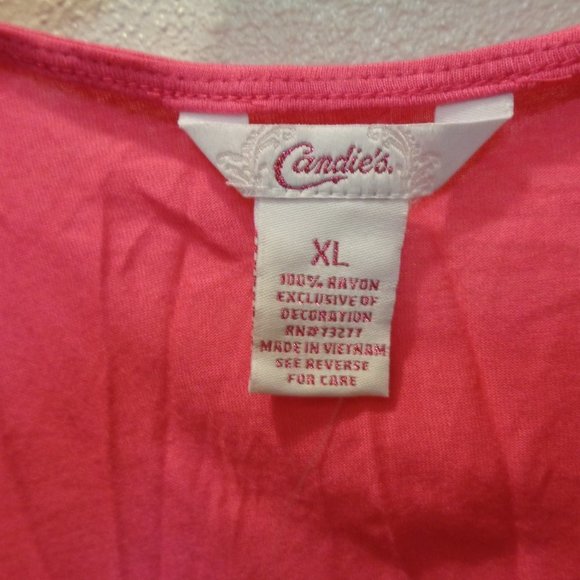 Candie's.
XL
100% RAYON
EXCLUSIVE OF
DECORATION
RN#73277
MADE IN VIETNAM
SEE REVERSE
FOR CARE